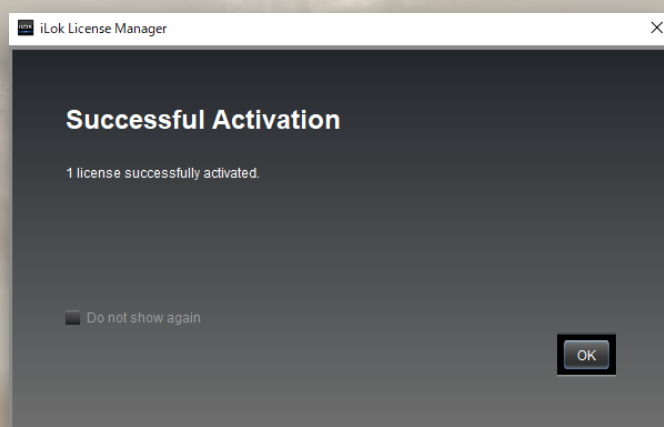 iLok License Manager
Successful Activation
1 license successfully activated.
Do not show again
OK